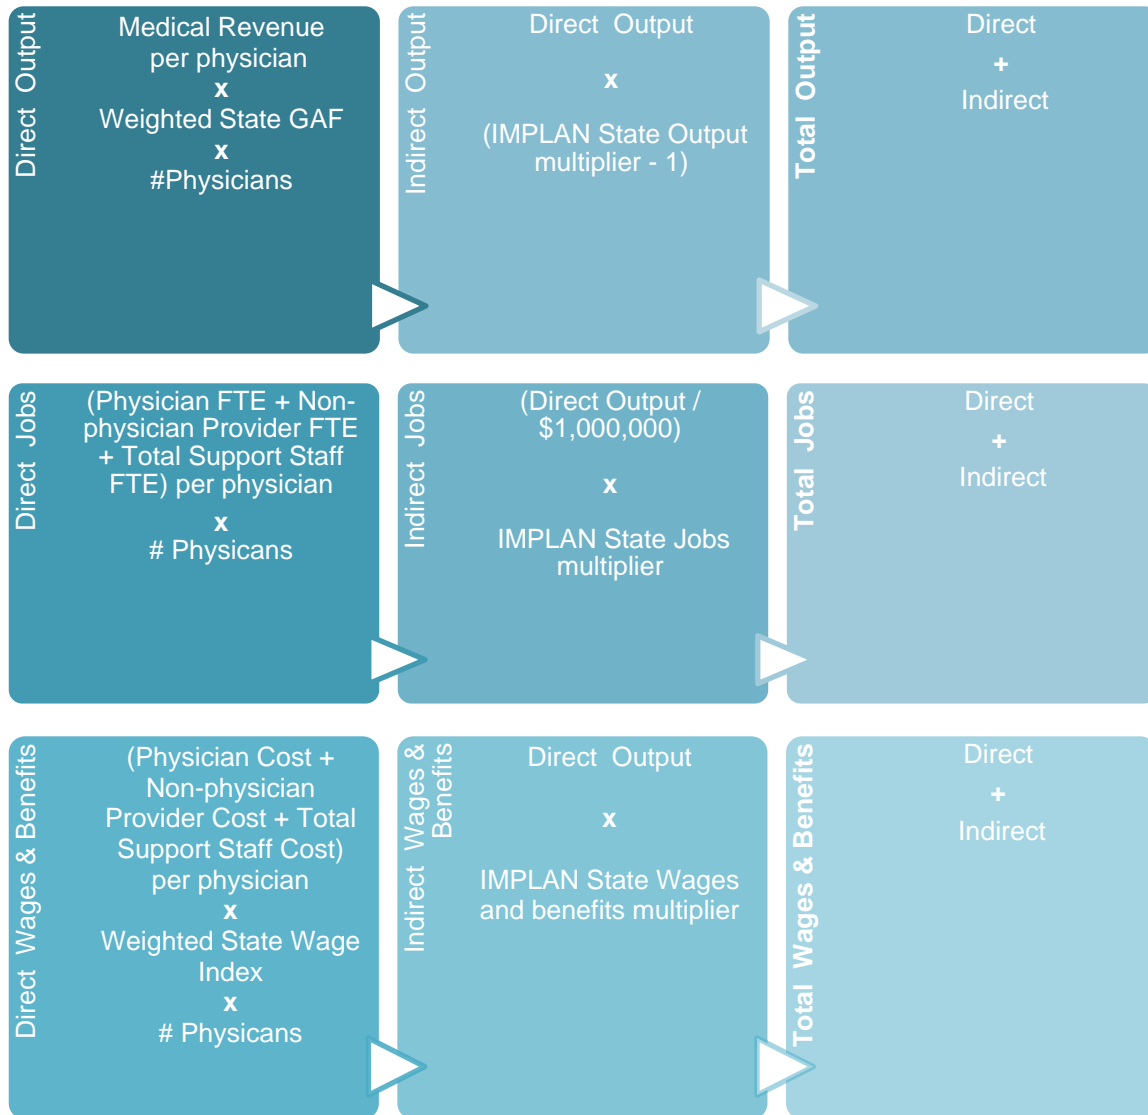 Direct Output
Medical Revenue
per physician
x
Weighted State GAF
x
#Physicians
Indirect Output
Direct Output
x
(IMPLAN State Output
multiplier - 1)
Total Output
Direct
+
Indirect
Direct Jobs
(Physician FTE + Non-
physician Provider FTE
+ Total Support Staff
FTE) per physician
x
# Physicans
Indirect Jobs
(Direct Output /
$1,000,000)
x
IMPLAN State Jobs
multiplier
Total Jobs
Direct
+
Indirect
Direct Wages & Benefits
(Physician Cost +
Non-physician
Provider Cost + Total
Support Staff Cost)
per physician
x
Weighted State Wage
Index
x
# Physicans
Indirect Wages &
Benefits
Direct Output
x
IMPLAN State Wages
and benefits multiplier
Total Wages & Benefits
Direct
+
Indirect